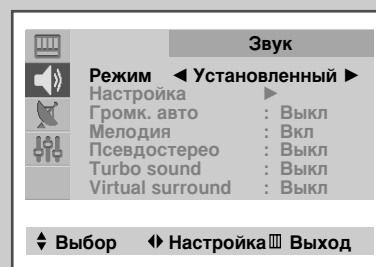 Звук
Режим ◀ Установленный ▶
Настройка ▶
Громк. авто : Выкл
Мелодия : Вкл
Псевдостерео : Выкл
Turbo sound : Выкл
Virtual surround : Выкл
Выбор Настройка Выход